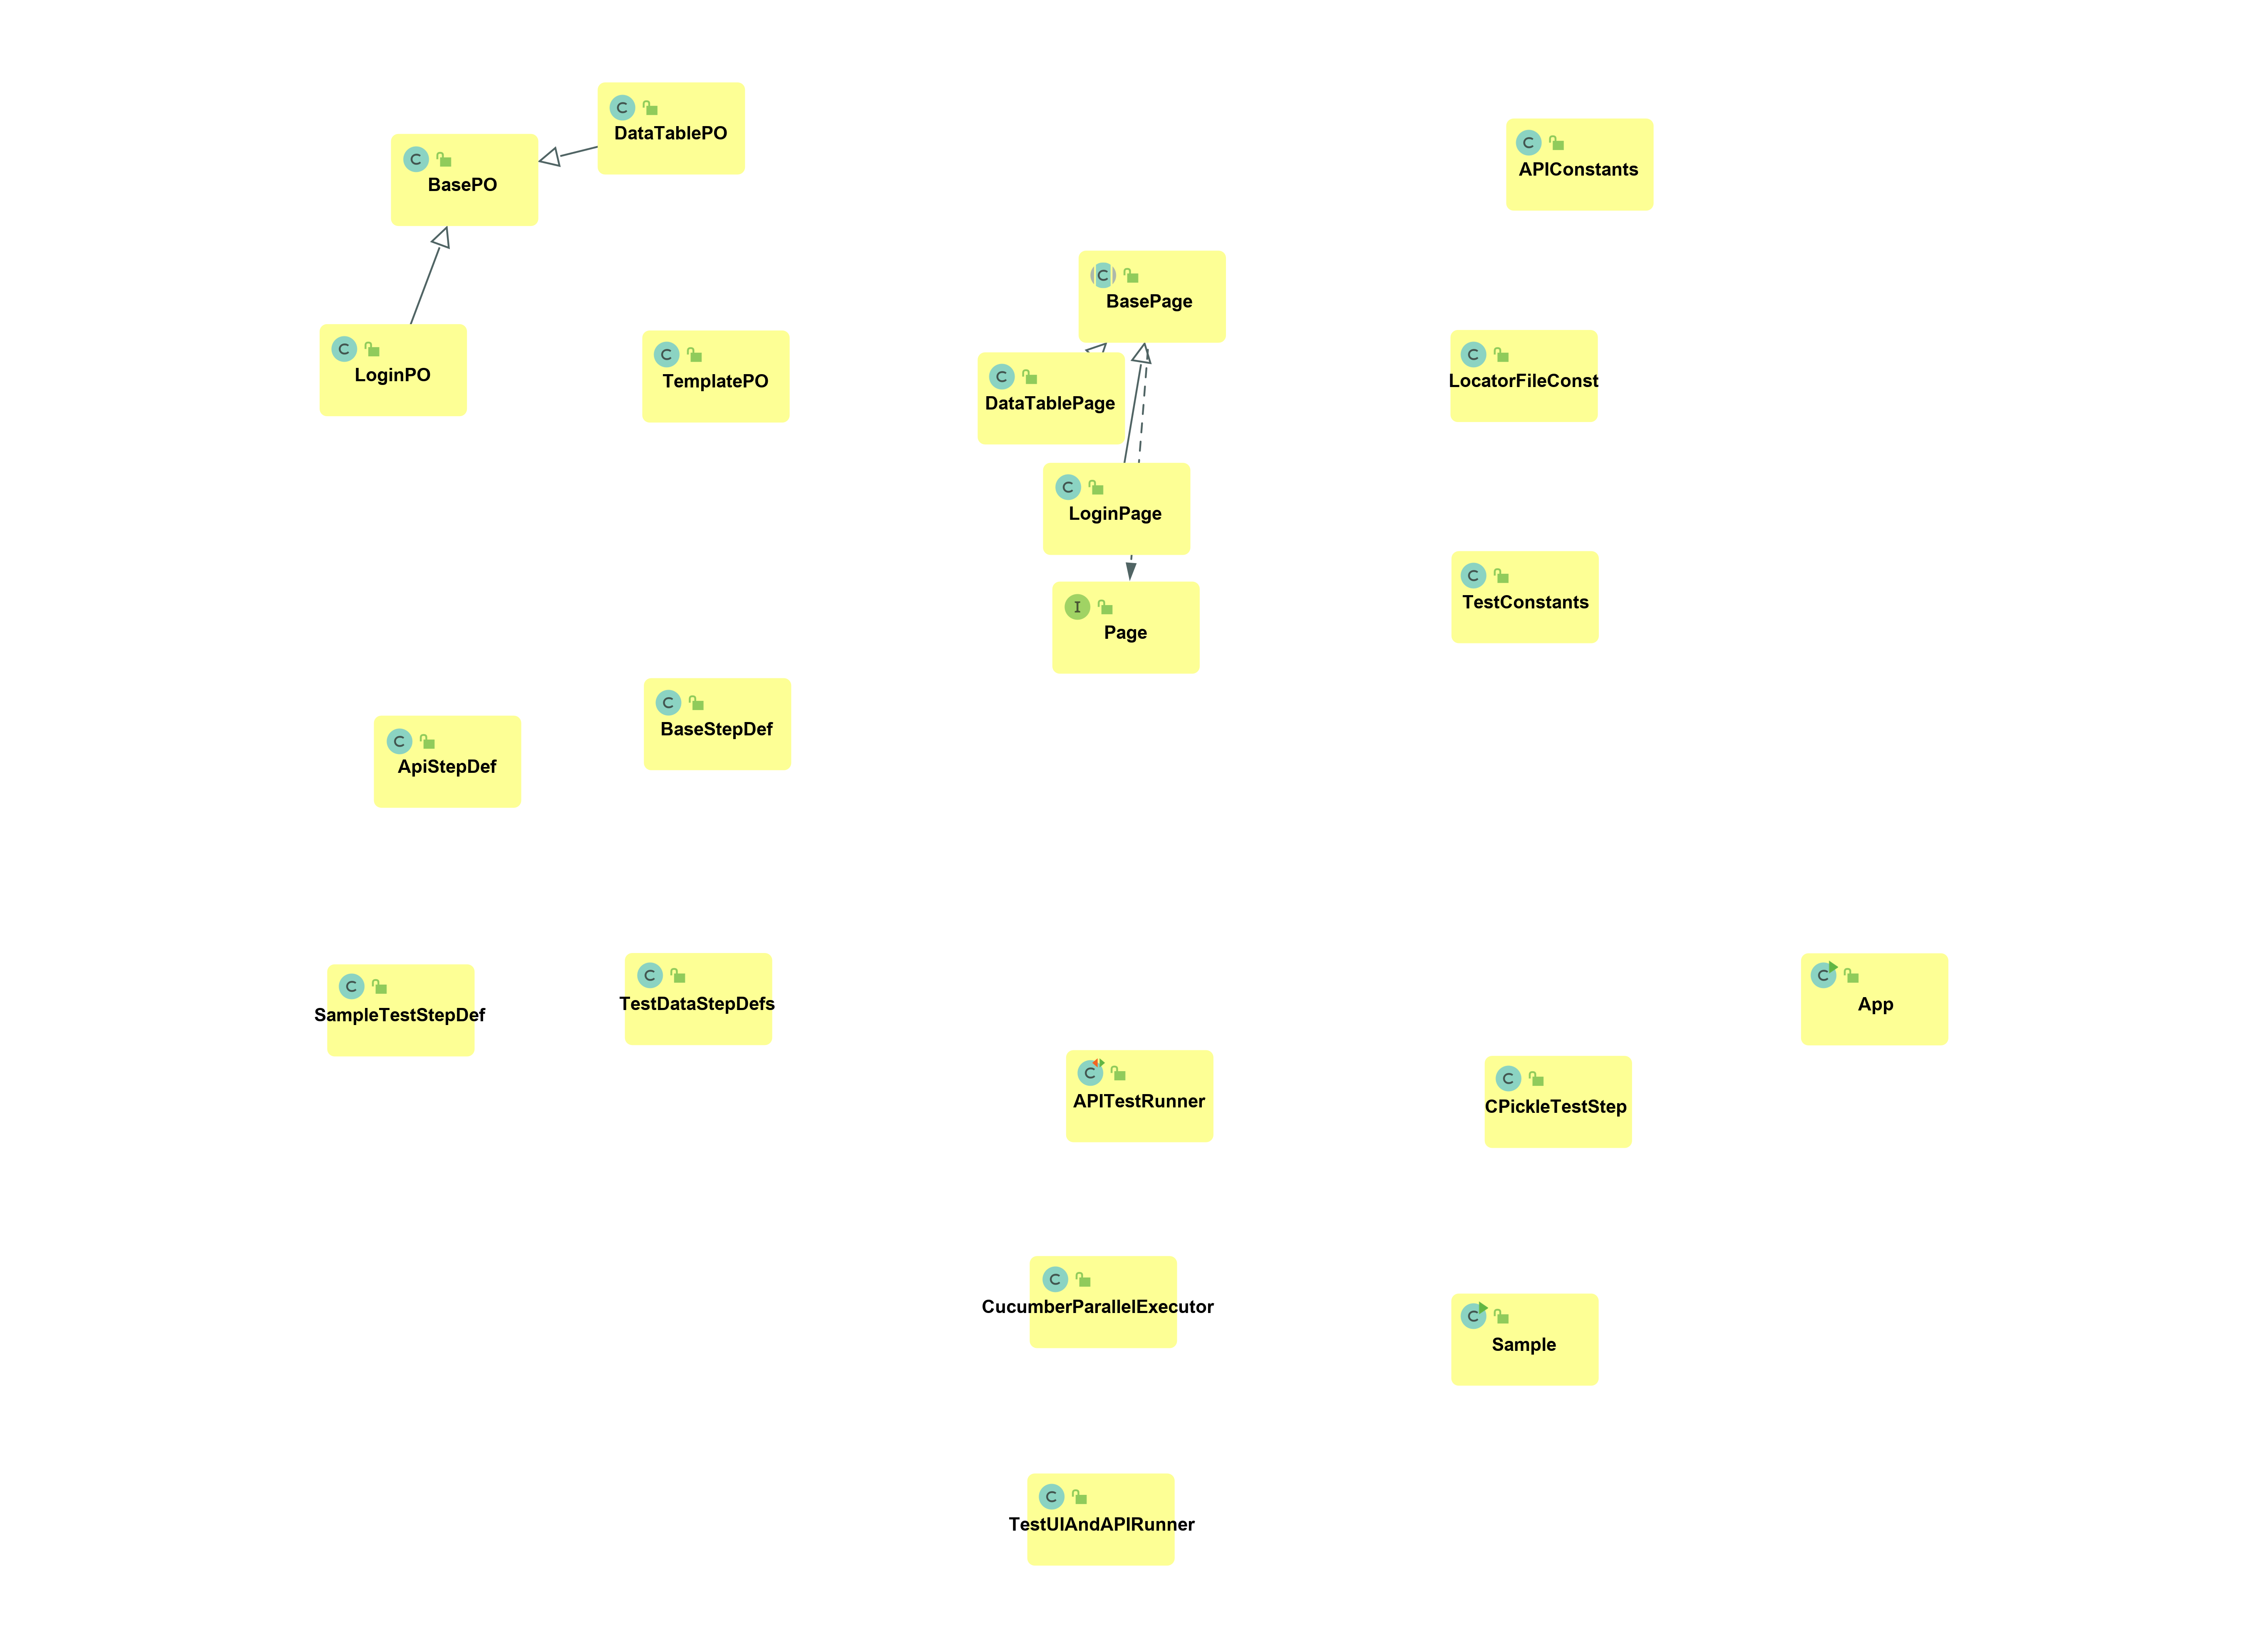 DataTablePO
BasePO
APIConstants
BasePage
LoginPO
TemplatePO
DataTablePage
LocatorFileConst
LoginPage
TestConstants
Page
BaseStepDef
ApiStepDef
SampleTestStepDef
TestDataStepDefs
App
APITestRunner
CPickleTestStep
CucumberParallelExecutor
Sample
TestUIAndAPIRunner